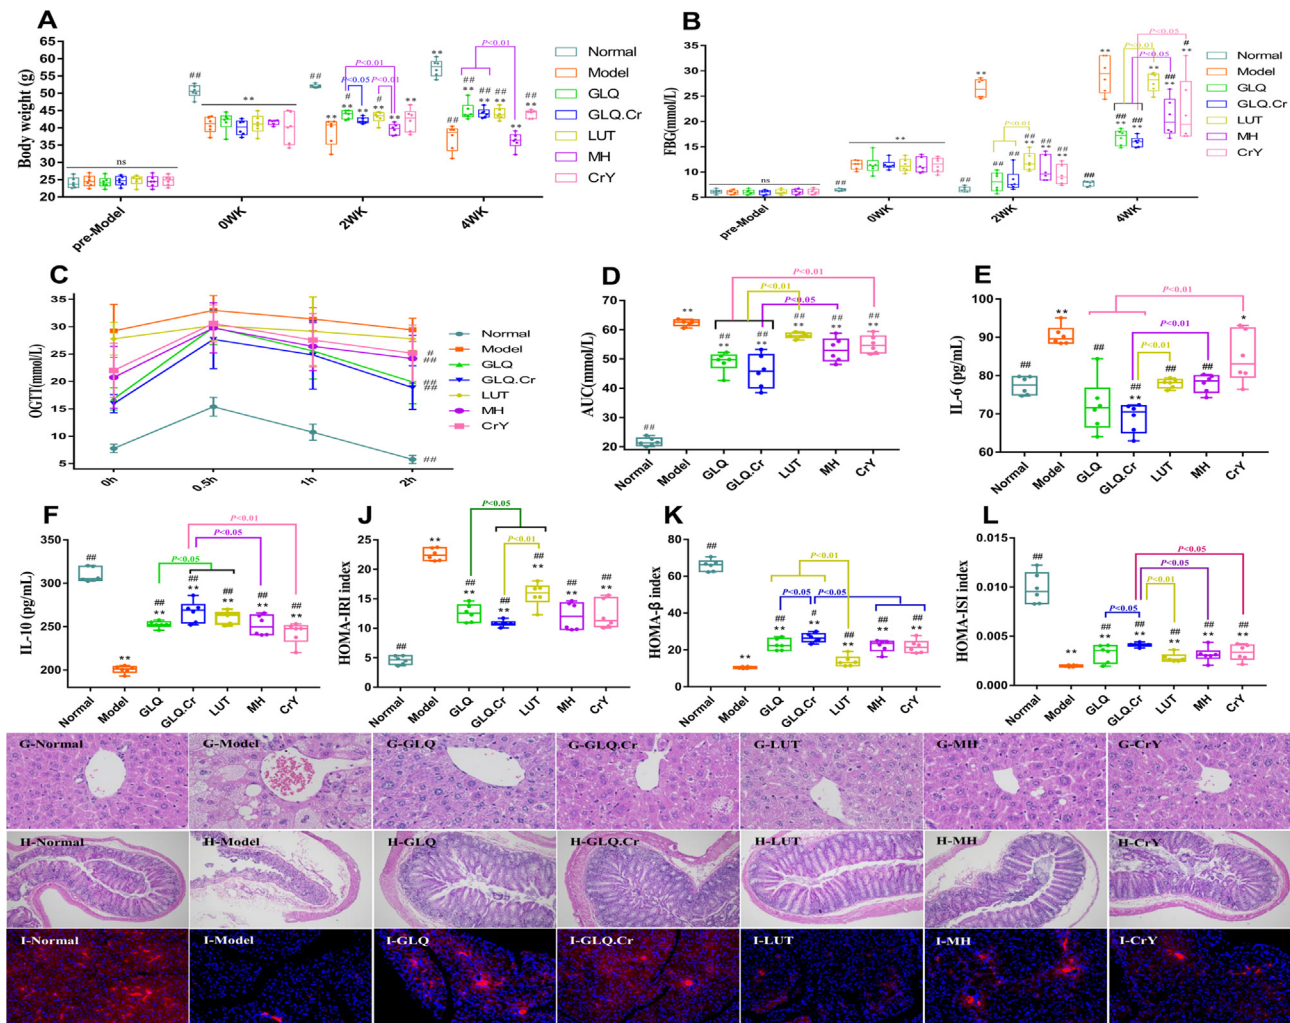 A
Body weight (g)
65
60
55
50
45
40
35
30
25
20
ns
##
**
##
**
P<0.01
P<0.05
P<0.01
#
**
**
#
**
**
**
**
P<0.01
##
**
##
**
##
**
**
##
**
pre-Model
0WK
2WK
4WK
Normal
Model
GLQ
GLQ.Cr
LUT
MH
CrY
B
FBG(mmol/L)
35
30
25
20
15
10
5
ns
##
**
##
**
P<0.01
##
**
##
**
##
**
##
**
##
**
P<0.05
P<0.01
P<0.05
##
**
##
**
##
**
**
##
**
#
**
pre-Model
0WK
2WK
4WK
Normal
Model
GLQ
GLQ.Cr
LUT
MH
CrY
C
OGTT(mmol/L)
35
30
25
20
15
10
5
0h
0.5h
1h
2h
#
##
##
##
##
Normal
Model
GLQ
GLQ.Cr
LUT
MH
CrY
D
AUC(mmol/L)
70
60
50
40
30
20
P<0.01
P<0.01
P<0.05
##
**
##
**
##
**
##
**
##
**
##
**
Normal
Model
GLQ
GLQ.Cr
LUT
MH
CrY
E
IL-6 (pg/mL)
100
90
80
70
60
P<0.01
P<0.01
P<0.01
##
**
##
##
**
##
##
*
Normal
Model
GLQ
GLQ.Cr
LUT
MH
CrY
F
IL-10 (pg/mL)
350
300
250
200
P<0.01
P<0.05
P<0.05
##
**
##
**
##
**
##
**
##
**
##
**
Normal
Model
GLQ
GLQ.Cr
LUT
MH
CrY
J
HOMA-IRI index
25
20
15
10
5
0
P<0.05
P<0.01
##
**
##
**
##
**
##
**
##
**
##
**
Normal
Model
GLQ
GLQ.Cr
LUT
MH
CrY
K
HOMA-β index
80
60
40
20
0
P<0.01
P<0.05
P<0.05
##
**
##
**
#
**
##
**
##
**
##
**
Normal
Model
GLQ
GLQ.Cr
LUT
MH
CrY
L
HOMA-ISI index
0.010
0.005
0.000
P<0.05
P<0.05
P<0.01
P<0.05
##
**
##
**
##
**
##
**
##
**
##
**
Normal
Model
GLQ
GLQ.Cr
LUT
MH
CrY
G-Normal
G-Model
G-GLQ
G-GLQ.Cr
G-LUT
G-MH
G-CrY
H-Normal
H-Model
H-GLQ
H-GLQ.Cr
H-LUT
H-MH
H-CrY
I-Normal
I-Model
I-GLQ
I-GLQ.Cr
I-LUT
I-MH
I-CrY